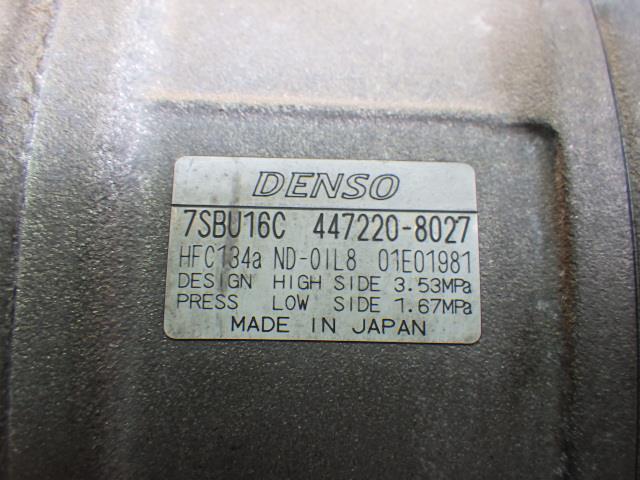 DENSO
7SBU16C 447220-8027
HFC134a ND-OIL8 01E01981
DESIGN HIGH SIDE 3.53MPa
PRESS LOW SIDE 1.67MPa
MADE IN JAPAN